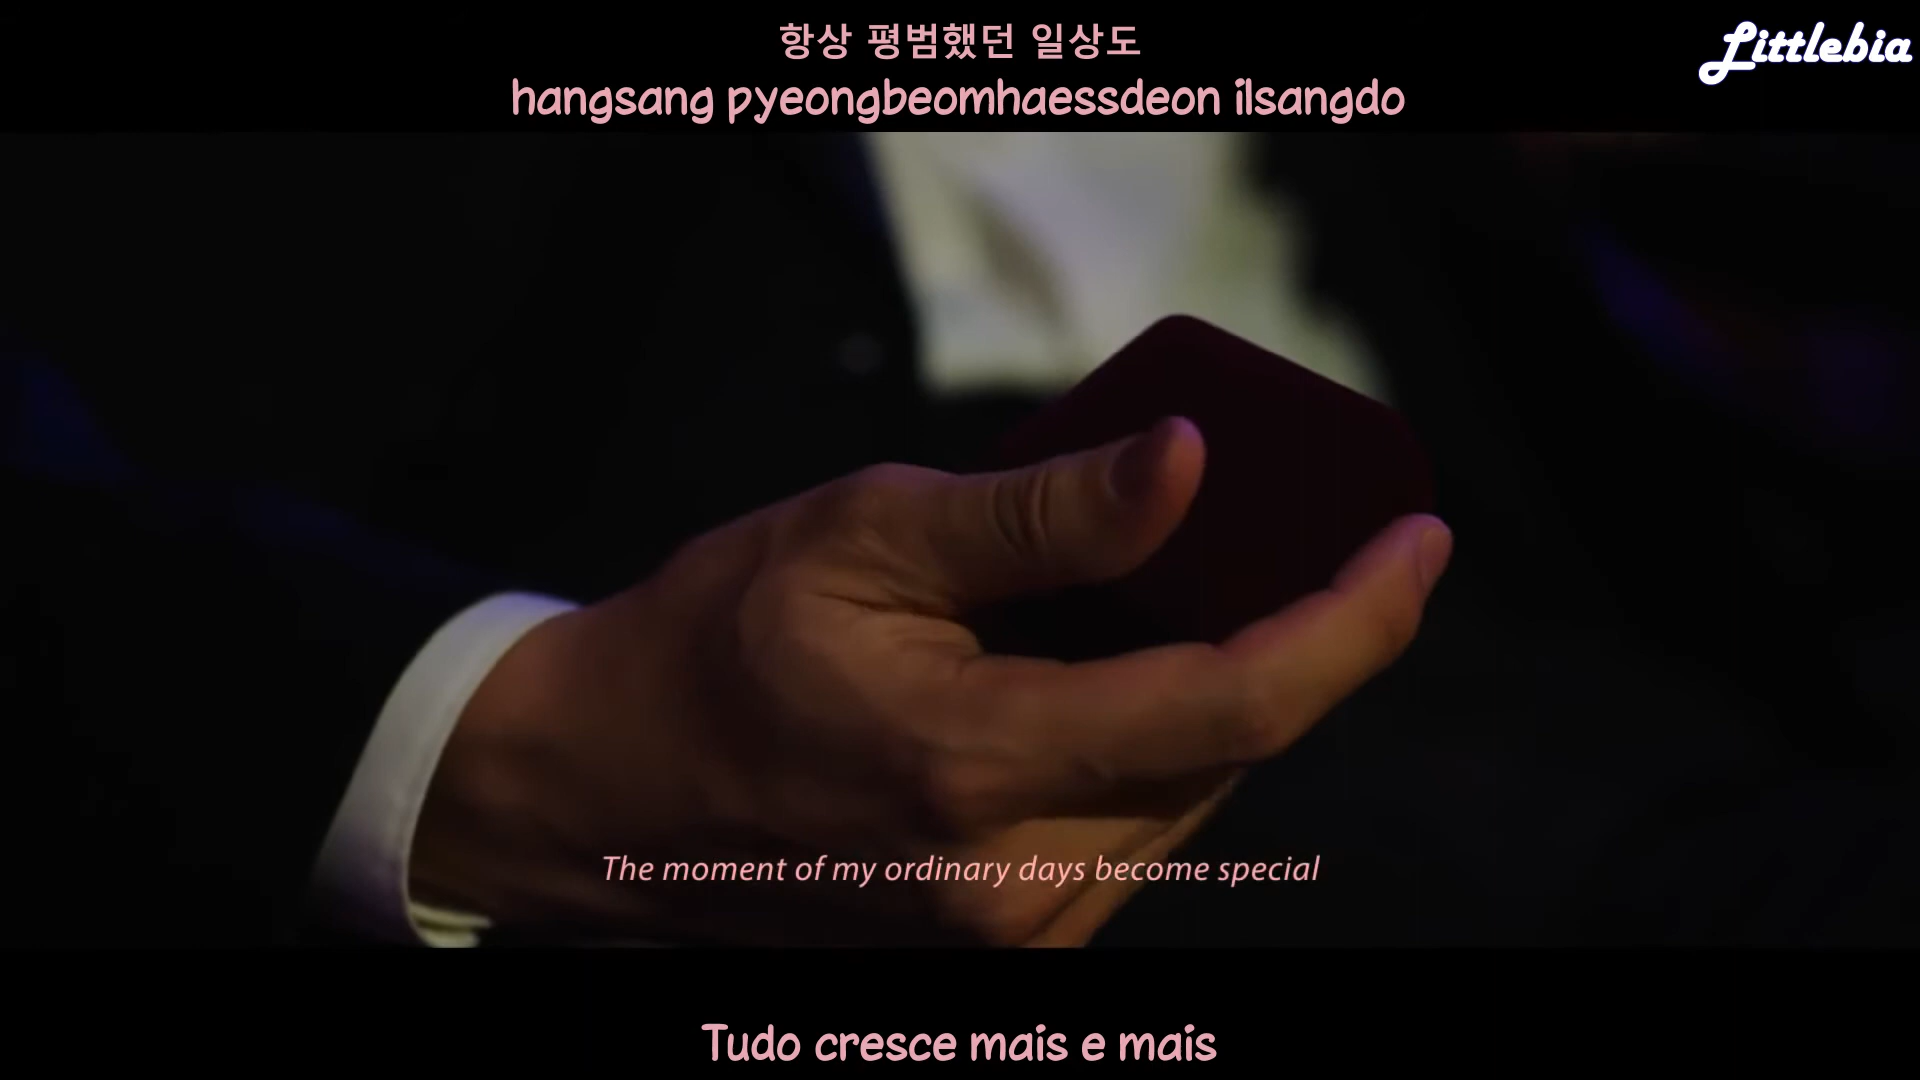 항상 평범했던 일상도
Littlebia
hangsang pyeongbeomhaessdeon ilsangdo
The moment of my ordinary days become special
Tudo cresce mais e mais